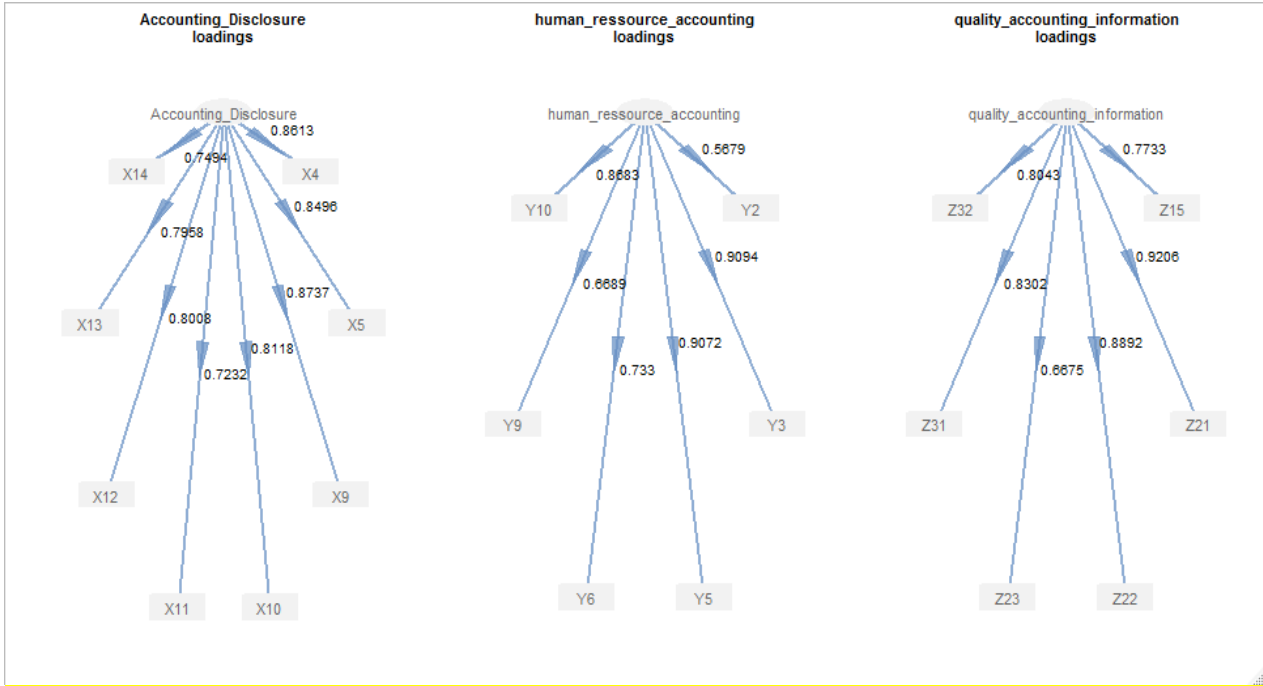 Accounting_Disclosure
loadings
human_ressource_accounting
loadings
quality_accounting_information
loadings
Accounting_Disclosure
0.8613
0.7494
X14
X4
0.8496
0.7958
0.8737
0.8008
X13
X5
0.8118
0.7232
X12
X9
X11
X10
human_ressource_accounting
0.5679
0.8683
Y10
Y2
0.9094
0.6689
0.9072
0.733
Y9
Y3
Y6
Y5
quality_accounting_information
0.7733
0.8043
Z32
Z15
0.9206
0.8302
0.8892
0.6675
Z31
Z21
Z23
Z22